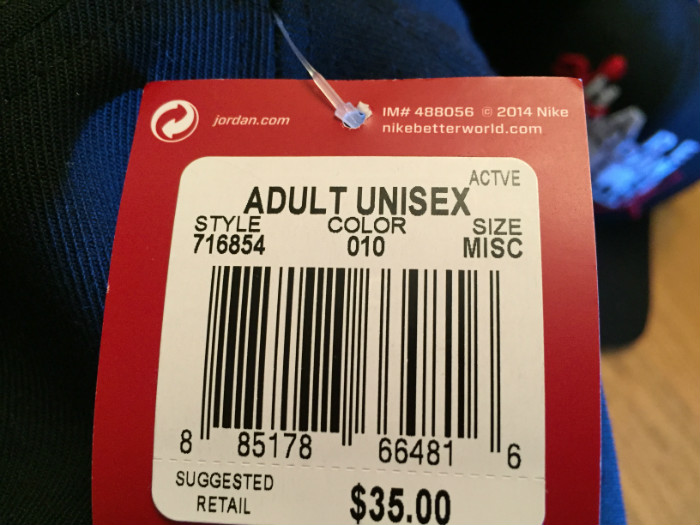 jordan.com
IM# 488056 © 2014 Nike
nikebetterworld.com
ACTVE
ADULT UNISEX
STYLE COLOR SIZE
716854 010 MISC
8 85178 66481 6
SUGGESTED
RETAIL
$35.00